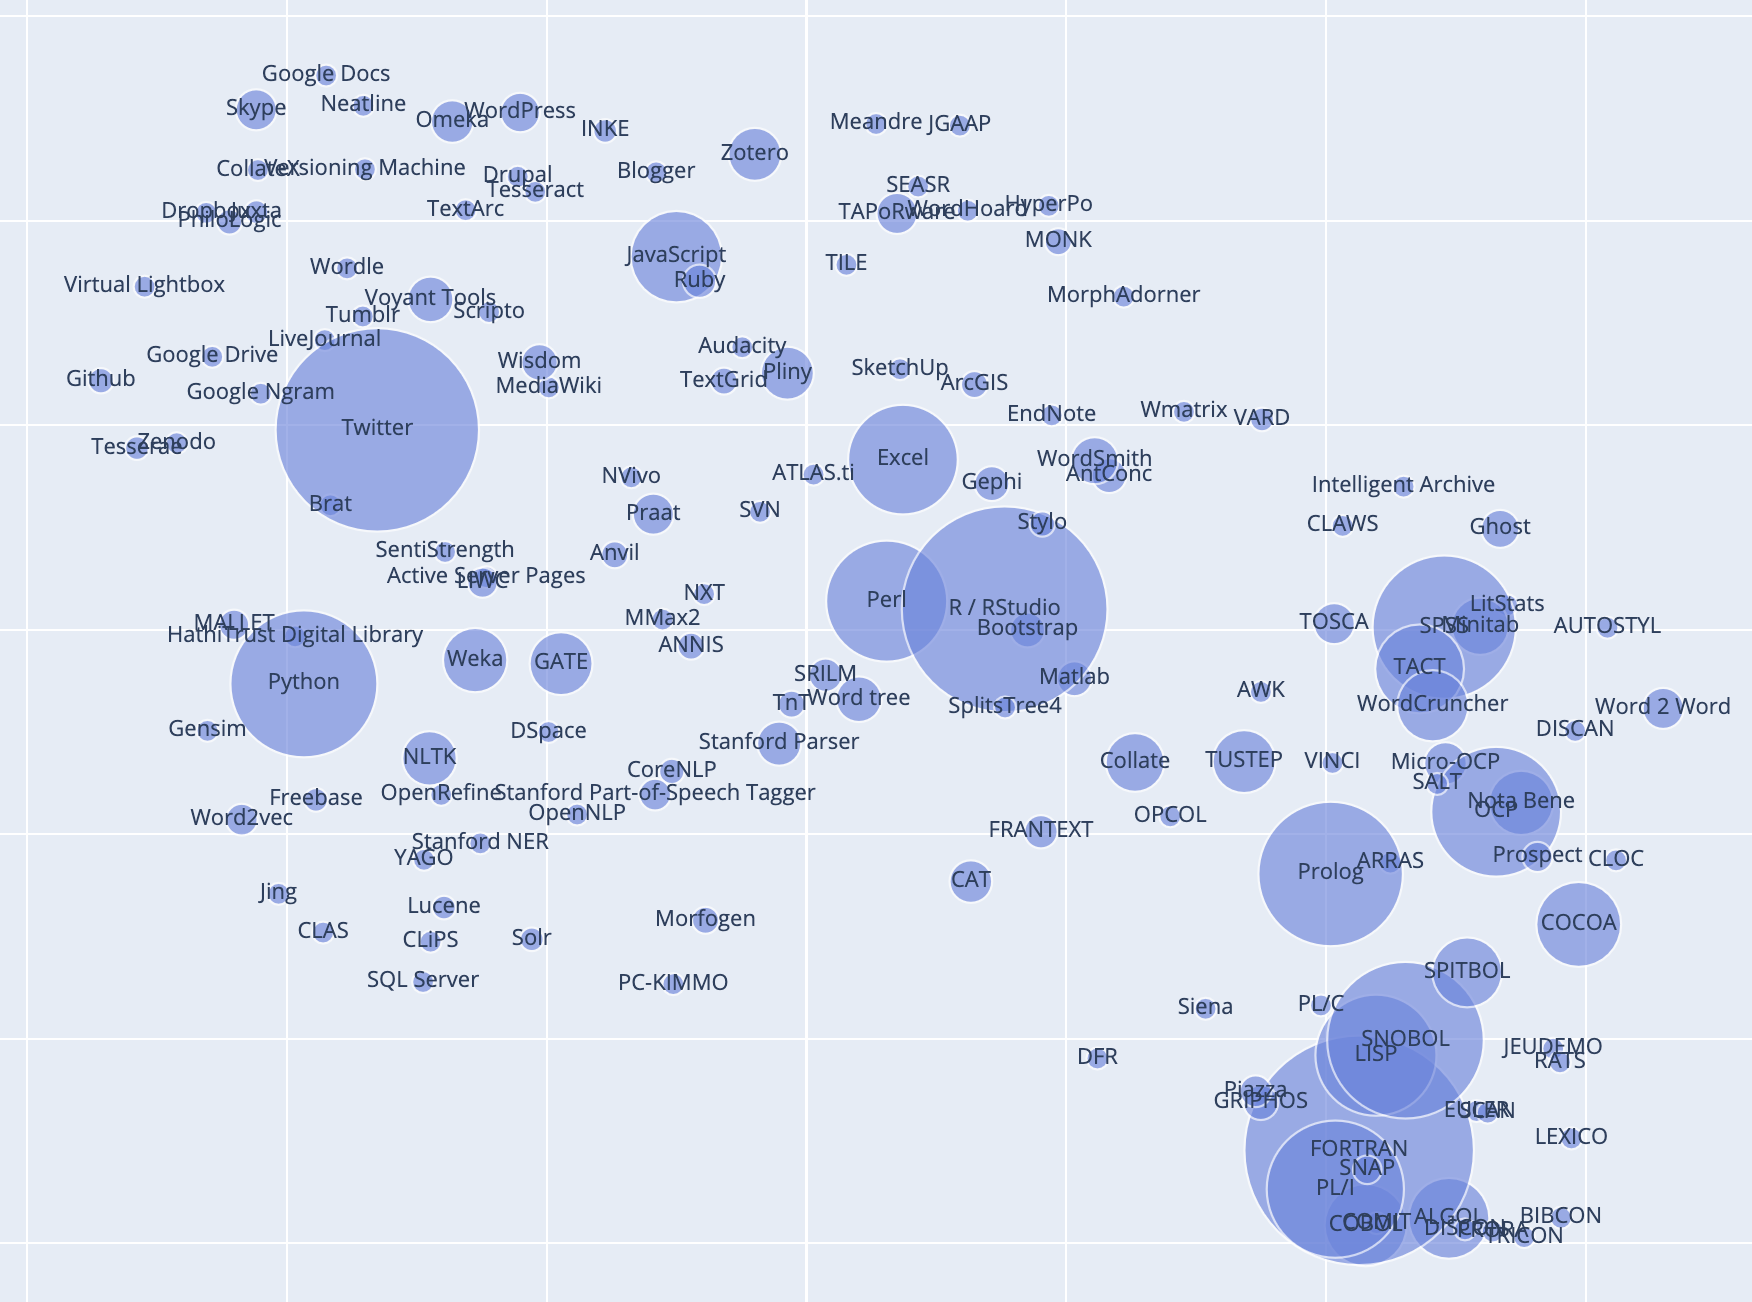 Google Docs
Skype
Neatline
Omeka
WordPress
INKE
Meandre
JGAAP
Zotero
CollateX
Versioning Machine
Drupal
Tesseract
Blogger
SEASR
Dropbox
Juxta
PhiloLogic
TextArc
TAPoRware
WordHoard
HyperPo
MONK
JavaScript
Ruby
TILE
Wordle
Virtual Lightbox
Voyant Tools
Scripto
MorphAdorner
Tumblr
LiveJournal
Google Drive
Wisdom
Audacity
Github
Google Ngram
MediaWiki
TextGrid
Pliny
SketchUp
ArcGIS
EndNote
Wmatrix
VARD
Twitter
Tesserae
Zenodo
Excel
WordSmith
AntConc
NVivo
ATLAS.ti
Gephi
Intelligent Archive
Brat
Praat
SVN
Stylo
CLAWS
Ghost
SentiStrength
Anvil
Active Server Pages
LIWC
NXT
Perl
R / RStudio
LitStats
MALLET
MMax2
Bootstrap
TOSCA
SPSS
Minitab
AUTOSTYL
HathiTrust Digital Library
ANNIS
Weka
GATE
TACT
Python
SRILM
Matlab
AWK
TnT
Word tree
SplitsTree4
WordCruncher
Word 2 Word
Gensim
DSpace
DISCAN
Stanford Parser
NLTK
Collate
TUSTEP
VINCI
Micro-OCP
CoreNLP
SALT
Freebase
OpenRefine
Stanford Part-of-Speech Tagger
Nota Bene
OCP
Word2vec
OpenNLP
OPCOL
FRANTEXT
Stanford NER
YAGO
Prospect
CLOC
ARRAS
Prolog
CAT
Jing
Lucene
Morfogen
COCOA
CLAS
CLiPS
Solr
SPITBOL
SQL Server
PC-KIMMO
Siena
PL/C
SNOBOL
LISP
JEUDEMO
RATS
DFR
Piazza
GRIPHOS
EULER
SCAN
LEXICO
FORTRAN
SNAP
PL/I
ALGOL
BIBCON
COBOL
COMIT
DISCON
PRORA
TRICON